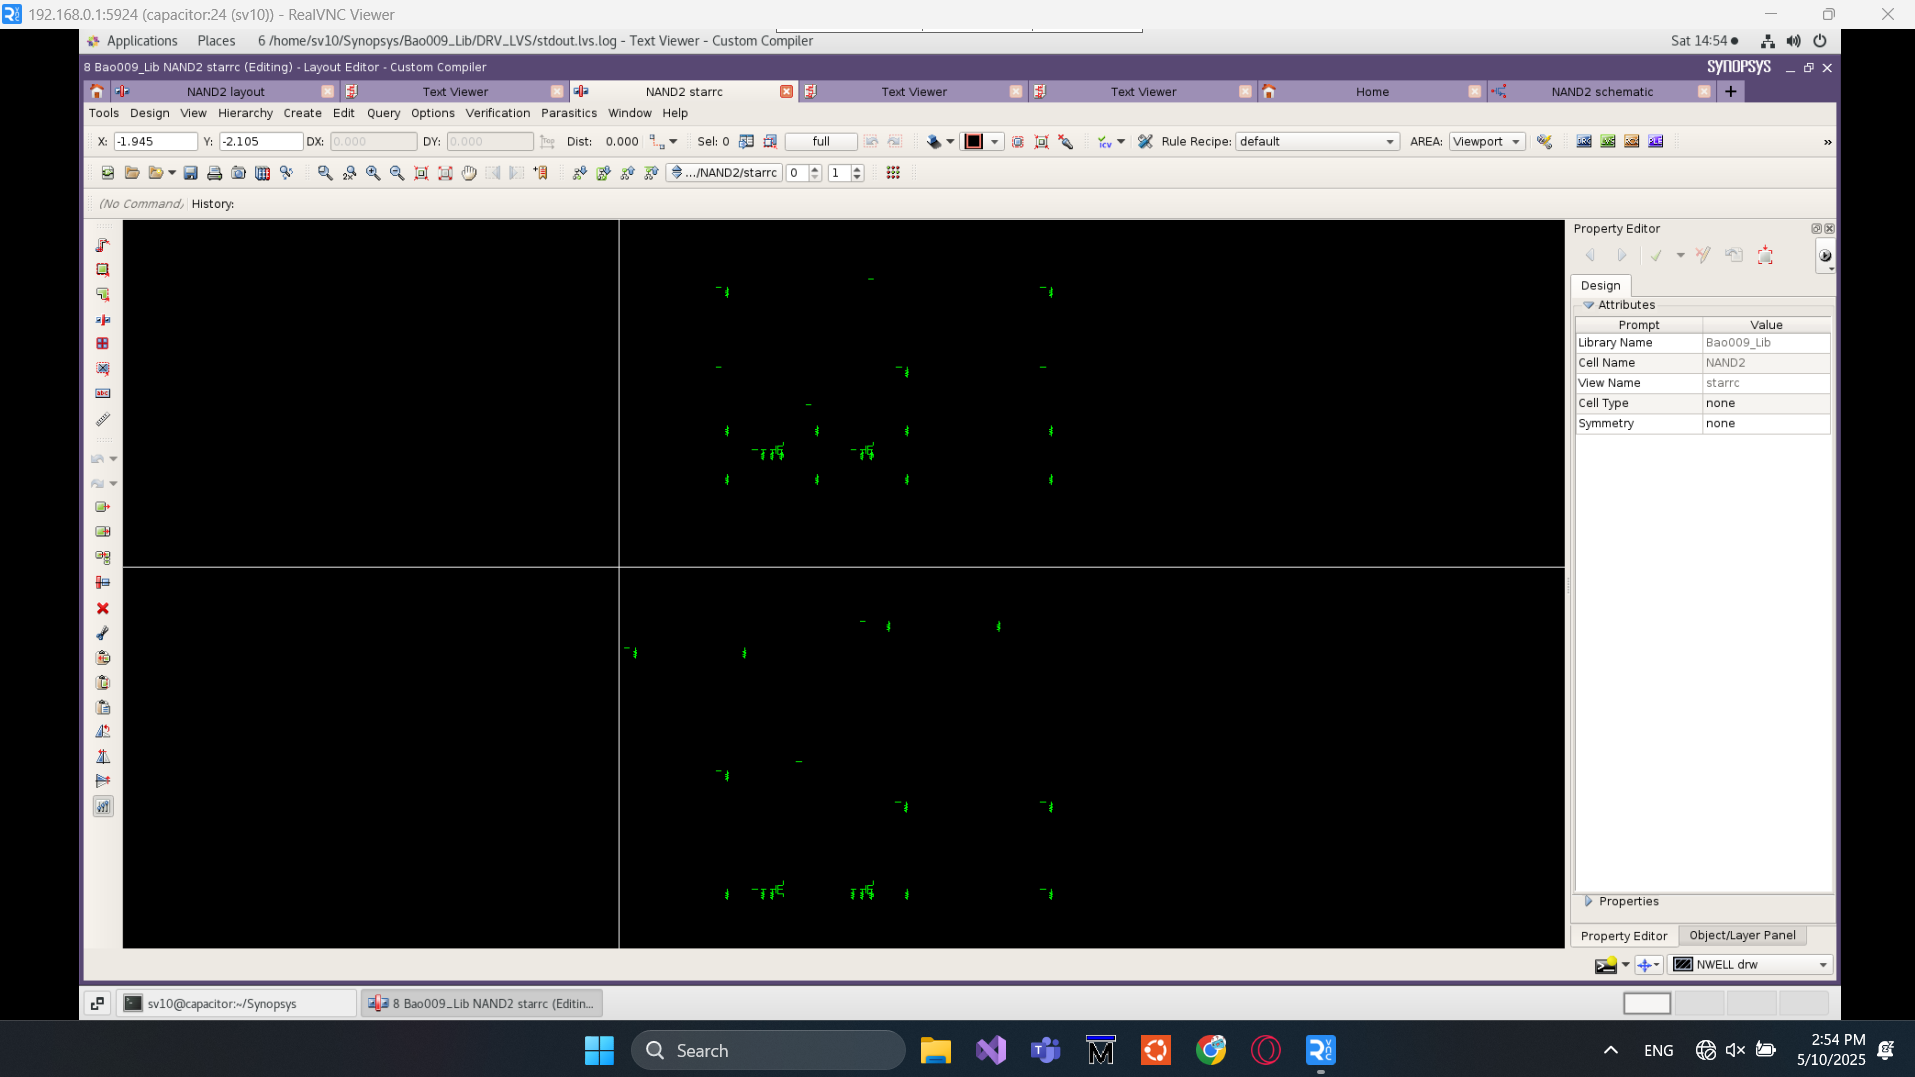 192.168.0.1:5924 (capacitor:24 (sv10)) - RealVNC Viewer
Applications Places 6 /home/sv10/Synopsys/Bao009_Lib/DRV_LVS/stdout.lvs.log - Text Viewer - Custom Compiler Sat 14:54
8 Bao009_Lib NAND2 starrc (Editing) - Layout Editor - Custom Compiler SYNOPSYS
NAND2 layout Text Viewer NAND2 starrc Text Viewer Text Viewer Home NAND2 schematic
Tools Design View Hierarchy Create Edit Query Options Verification Parasitics Window Help
X: -1.945 Y: -2.105 DX: 0.000 DY: 0.000 Dist: 0.000 Sel: 0 full Rule Recipe: default AREA: Viewport »
.../NAND2/starrc 0 1
(No Command) History:
Property Editor
Design
Attributes
Prompt Value
Library Name Bao009_Lib
Cell Name NAND2
View Name starrc
Cell Type none
Symmetry none
Properties
Property Editor Object/Layer Panel
NWELL drw
sv10@capacitor:~/Synopsys 8 Bao009_Lib NAND2 starrc (Editin...
Search
ENG
2:54 PM
5/10/2025